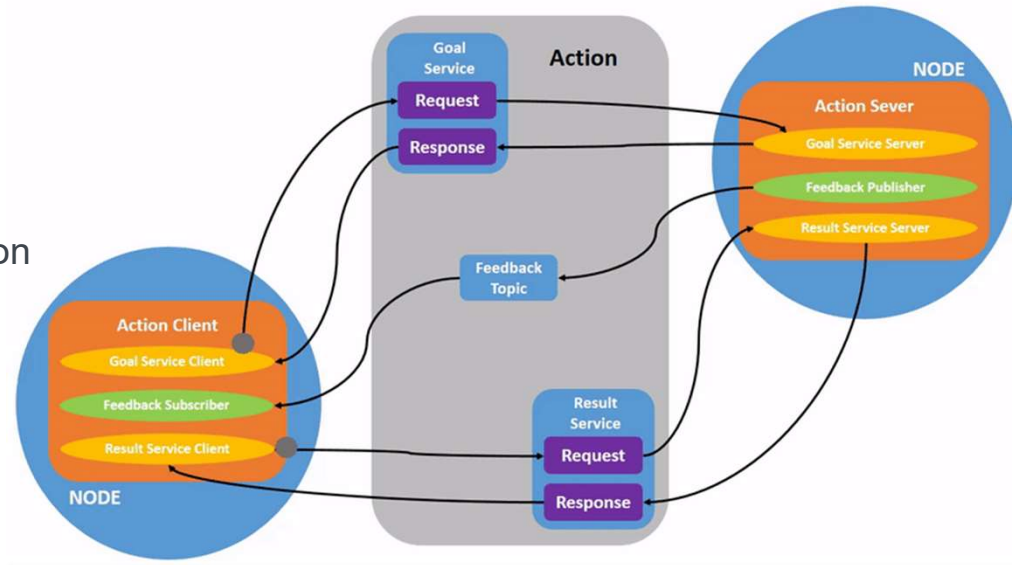 Goal
Service
Request
Response
Action
NODE
Action Sever
Goal Service Server
Feedback Publisher
Result Service Server
on
Feedback
Topic
Action Client
Goal Service Client
Feedback Subscriber
Result Service Client
NODE
Result
Service
Request
Response